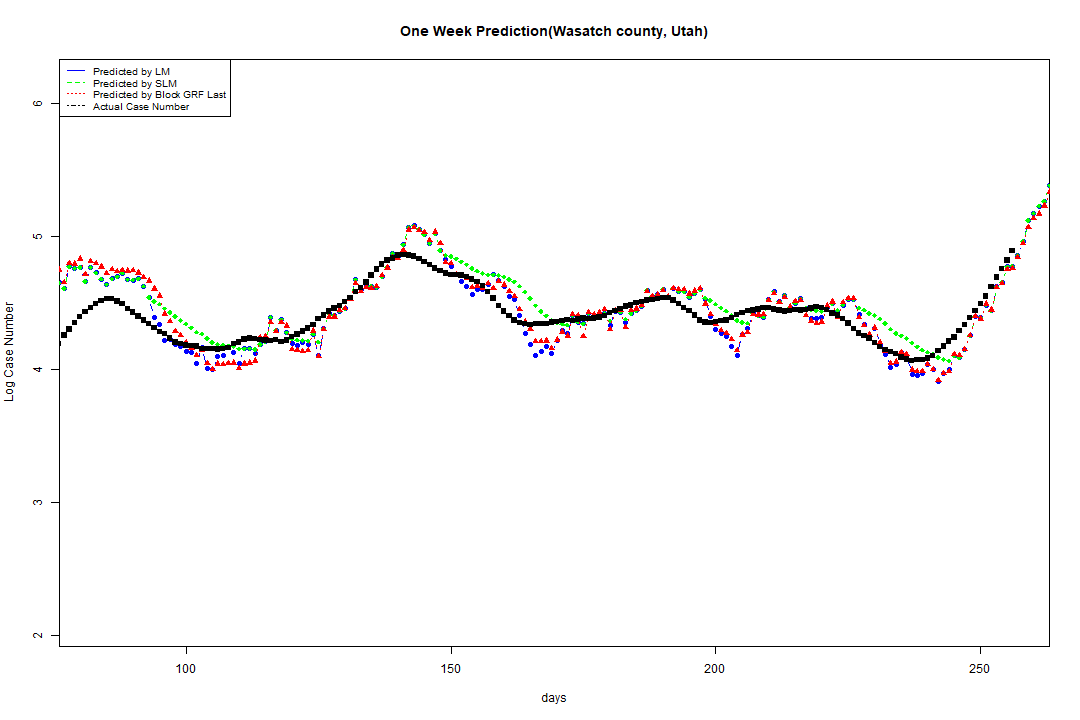 One Week Prediction(Wasatch county, Utah)
Predicted by LM
Predicted by SLM
Predicted by Block GRF Last
Actual Case Number
6
5
4
3
2
Log Case Number
100 150 200 250
days